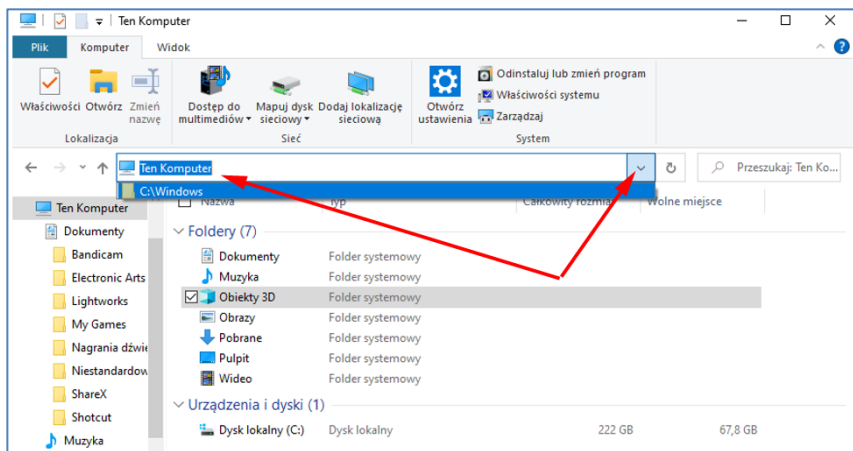 Ten Komputer
Plik Komputer Widok
Właściwości Otwórz Zmień nazwę
Dostęp do multimediów Mapuj dysk sieciowy Dodaj lokalizację sieciową
Otwórz ustawienia
Odinstaluj lub zmień program
Właściwości systemu
Zarządzaj
Lokalizacja Sieć System
Ten Komputer Przeszukaj: Ten Ko...
C:\Windows
Nazwa Typ Całkowity rozmiar Wolne miejsce
Ten Komputer
Dokumenty
Bandicam
Electronic Arts
Lightworks
My Games
Nagrania dźwię
Niestandardow
ShareX
Shotcut
Muzyka
Foldery (7)
Dokumenty Folder systemowy
Muzyka Folder systemowy
Obiekty 3D Folder systemowy
Obrazy Folder systemowy
Pobrane Folder systemowy
Pulpit Folder systemowy
Wideo Folder systemowy
Urządzenia i dyski (1)
Dysk lokalny (C:) Dysk lokalny 222 GB 67,8 GB